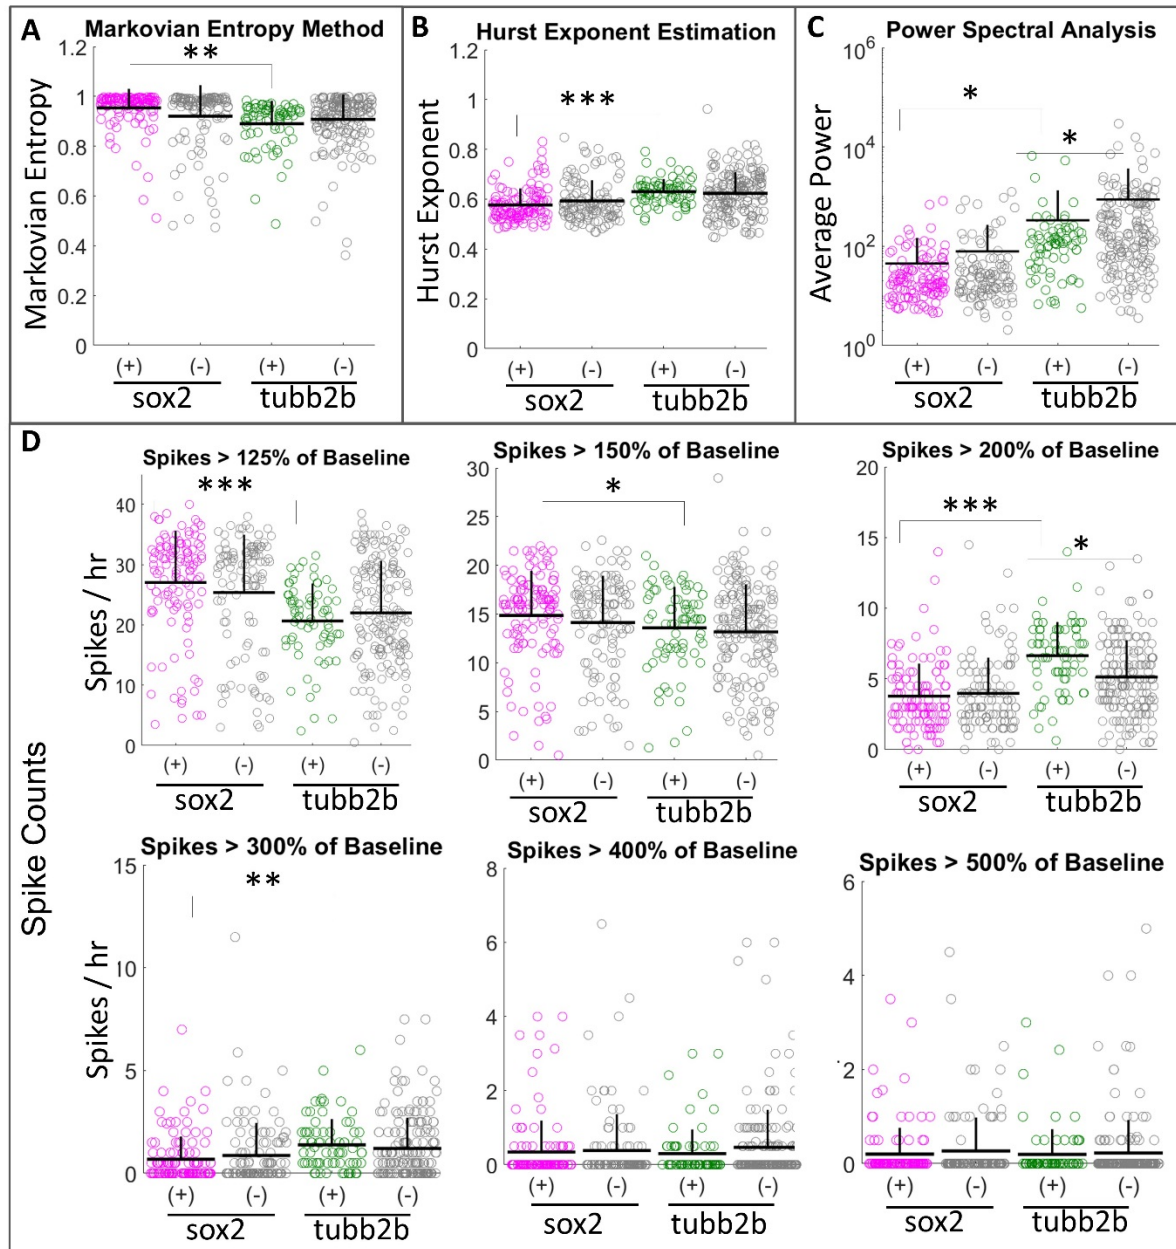 A
Markovian Entropy Method
**
Markovian Entropy
1.2
1
0.8
0.6
0.4
0.2
0
(+) (-) (+) (-)
sox2 tubb2b
B
Hurst Exponent Estimation
***
Hurst Exponent
1.2
1
0.8
0.6
0.4
0.2
0
(+) (-) (+) (-)
sox2 tubb2b
C
Power Spectral Analysis
*
*
Average Power
10^6
10^4
10^2
10^0
(+) (-) (+) (-)
sox2 tubb2b
D
Spike Counts
Spikes > 125% of Baseline
***
Spikes / hr
40
30
20
10
0
(+) (-) (+) (-)
sox2 tubb2b
Spikes > 150% of Baseline
*
30
25
20
15
10
5
0
(+) (-) (+) (-)
sox2 tubb2b
Spikes > 200% of Baseline
***
*
20
15
10
5
0
(+) (-) (+) (-)
sox2 tubb2b
Spikes > 300% of Baseline
**
Spikes / hr
15
10
5
0
(+) (-) (+) (-)
sox2 tubb2b
Spikes > 400% of Baseline
8
6
4
2
0
(+) (-) (+) (-)
sox2 tubb2b
Spikes > 500% of Baseline
6
4
2
0
(+) (-) (+) (-)
sox2 tubb2b